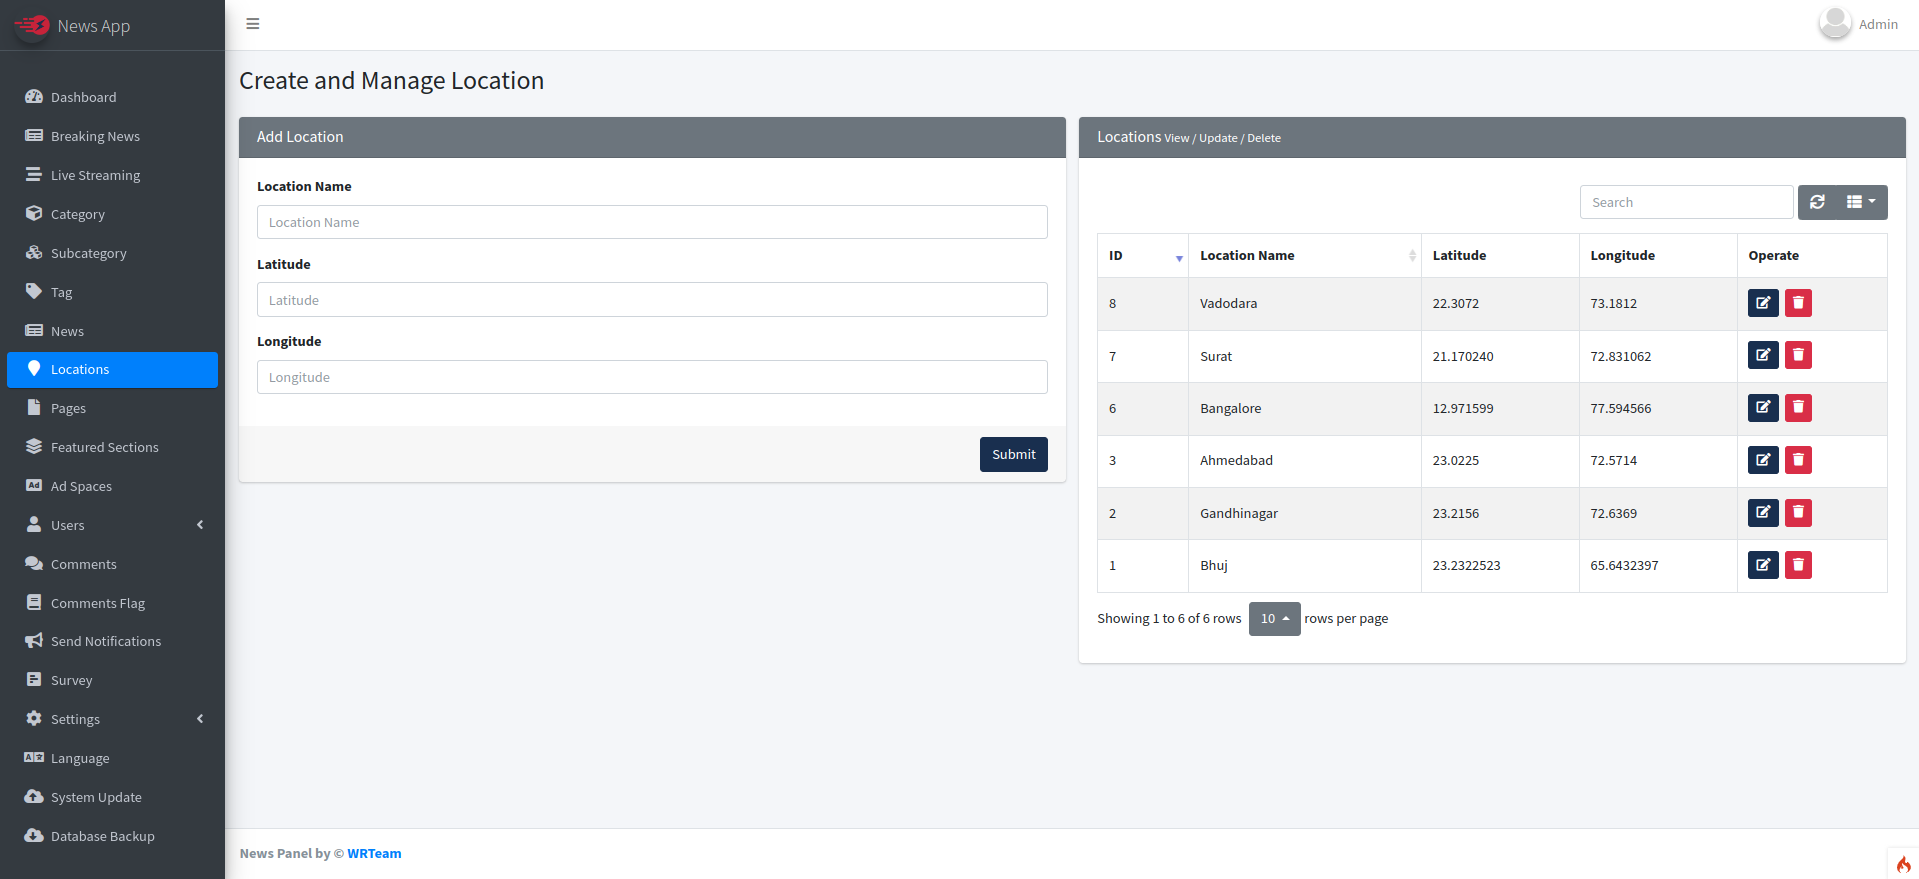 News App
Admin
Dashboard
Breaking News
Live Streaming
Category
Subcategory
Tag
News
Locations
Pages
Featured Sections
Ad Spaces
Users
Comments
Comments Flag
Send Notifications
Survey
Settings
Language
System Update
Database Backup
Create and Manage Location
Add Location
Location Name
Location Name
Latitude
Latitude
Longitude
Longitude
Submit
Locations View / Update / Delete
Search
ID Location Name Latitude Longitude Operate
8 Vadodara 22.3072 73.1812
7 Surat 21.170240 72.831062
6 Bangalore 12.971599 77.594566
3 Ahmedabad 23.0225 72.5714
2 Gandhinagar 23.2156 72.6369
1 Bhuj 23.2322523 65.6432397
Showing 1 to 6 of 6 rows 10 rows per page
News Panel by © WRTeam